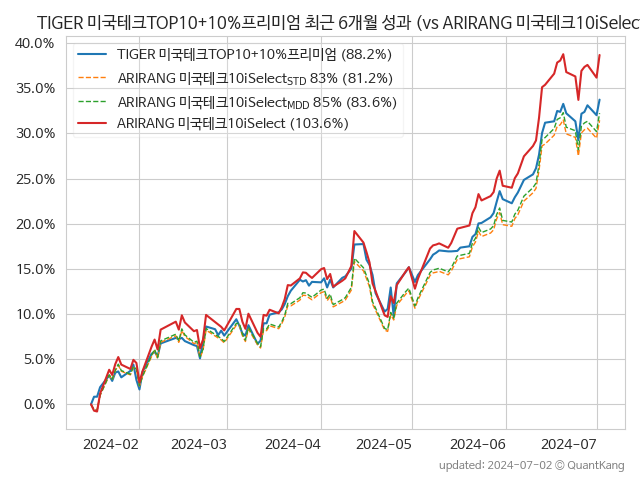 TIGER 미국테크TOP10+10%프리미엄 최근 6개월 성과 (vs ARIRANG 미국테크10iSelec
40.0%
35.0%
30.0%
25.0%
20.0%
15.0%
10.0%
5.0%
0.0%
TIGER 미국테크TOP10+10%프리미엄 (88.2%)
ARIRANG 미국테크10iSelectSTD 83% (81.2%)
ARIRANG 미국테크10iSelectMDD 85% (83.6%)
ARIRANG 미국테크10iSelect (103.6%)
2024-02 2024-03 2024-04 2024-05 2024-06 2024-07
updated: 2024-07-02 © QuantKang